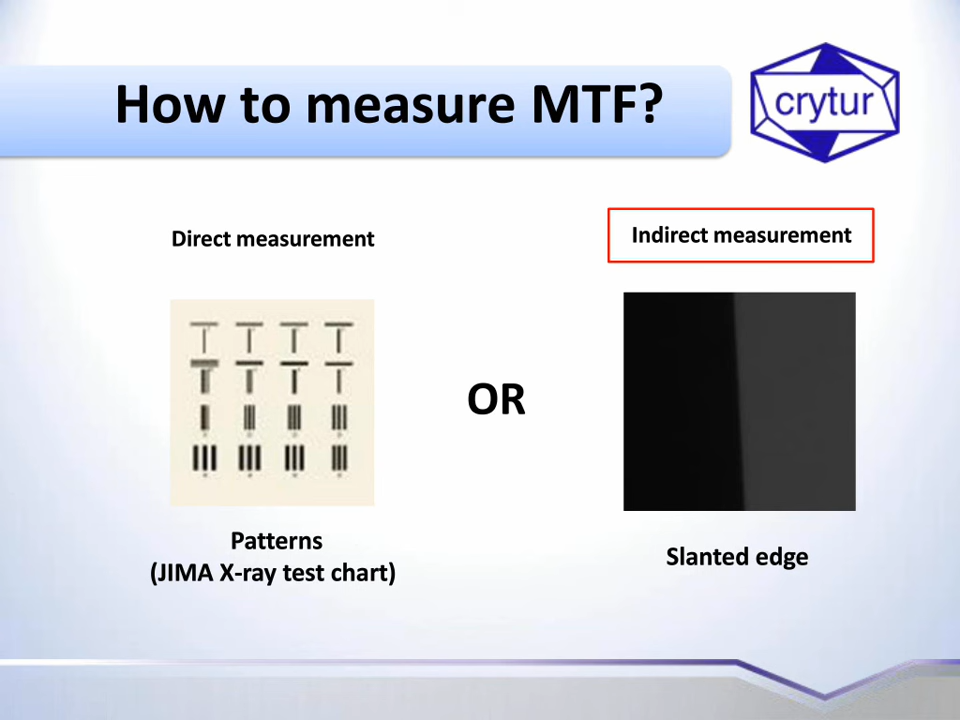 How to measure MTF?
crytur
Direct measurement
Indirect measurement
OR
Patterns
(JIMA X-ray test chart)
Slanted edge